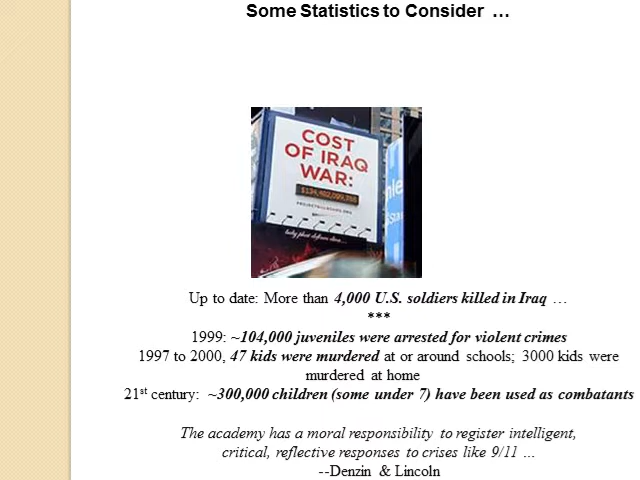 Some Statistics to Consider …
COST
OF IRAQ
WAR:
Up to date: More than 4,000 U.S. soldiers killed in Iraq …
***
1999: ~104,000 juveniles were arrested for violent crimes
1997 to 2000, 47 kids were murdered at or around schools; 3000 kids were
murdered at home
21st century: ~300,000 children (some under 7) have been used as combatants
The academy has a moral responsibility to register intelligent,
critical, reflective responses to crises like 9/11 ...
--Denzin & Lincoln